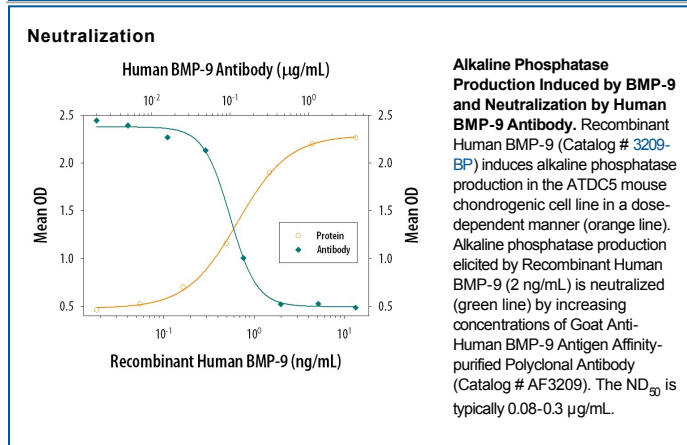 Neutralization
Human BMP-9 Antibody (μg/mL)
10-2 10-1 100
2.5 2.5
2.0 2.0
1.5 1.5
1.0 1.0
0.5 0.5
Mean OD
Mean OD
Protein
Antibody
10-1 100 101
Recombinant Human BMP-9 (ng/mL)
Alkaline Phosphatase
Production Induced by BMP-9
and Neutralization by Human
BMP-9 Antibody. Recombinant
Human BMP-9 (Catalog # 3209-
BP) induces alkaline phosphatase
production in the ATDC5 mouse
chondrogenic cell line in a dose-
dependent manner (orange line).
Alkaline phosphatase production
elicited by Recombinant Human
BMP-9 (2 ng/mL) is neutralized
(green line) by increasing
concentrations of Goat Anti-
Human BMP-9 Antigen Affinity-
purified Polyclonal Antibody
(Catalog # AF3209). The ND50 is
typically 0.08-0.3 μg/mL.